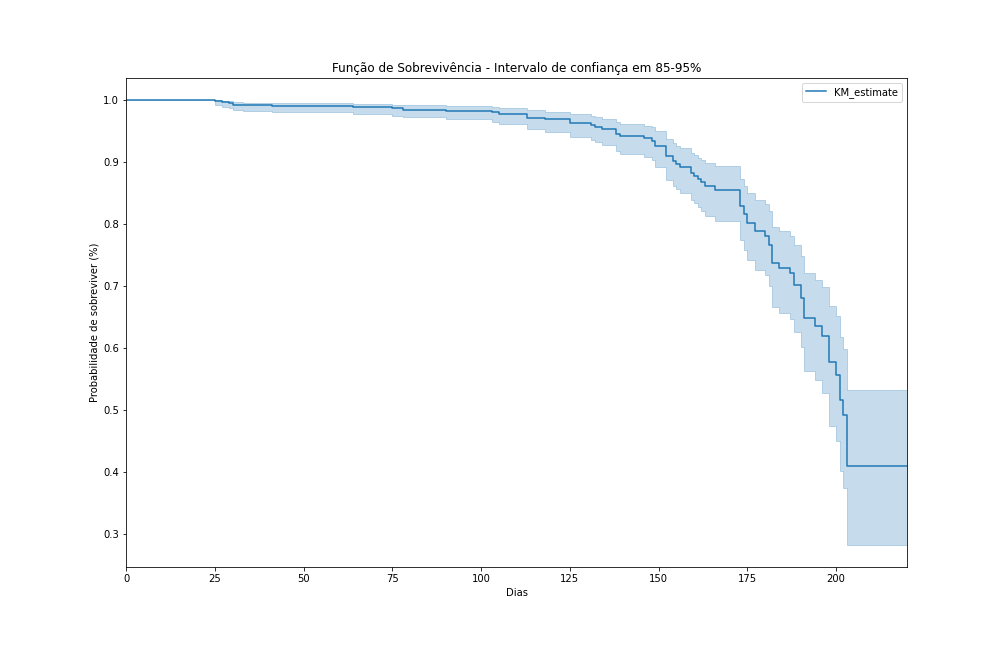 Função de Sobrevivência - Intervalo de confiança em 85-95%
KM_estimate
Probabilidade de sobreviver (%)
1.0
0.9
0.8
0.7
0.6
0.5
0.4
0.3
0 25 50 75 100 125 150 175 200
Dias